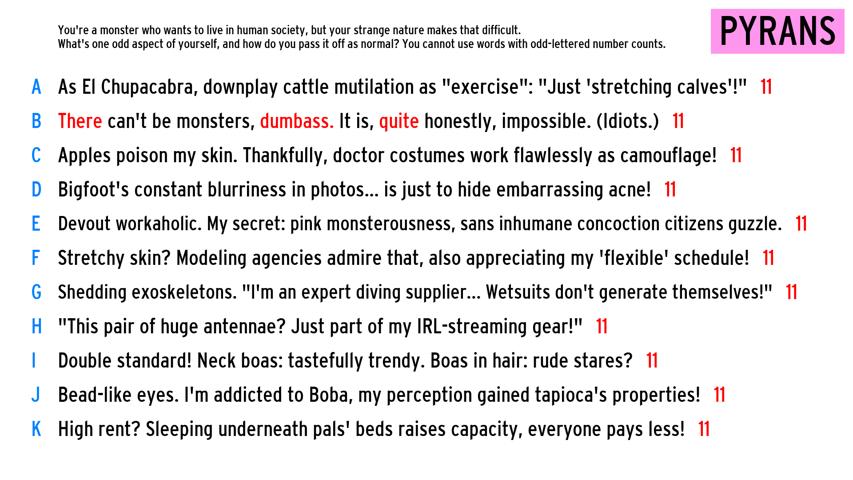 You're a monster who wants to live in human society, but your strange nature makes that difficult.
What's one odd aspect of yourself, and how do you pass it off as normal? You cannot use words with odd-lettered number counts.
PYRANS
A As El Chupacabra, downplay cattle mutilation as "exercise": "Just 'stretching calves'!" 11
B There can't be monsters, dumbass. It is, quite honestly, impossible. (Idiots.) 11
C Apples poison my skin. Thankfully, doctor costumes work flawlessly as camouflage! 11
D Bigfoot's constant blurriness in photos... is just to hide embarrassing acne! 11
E Devout workaholic. My secret: pink monsterousness, sans inhumane concoction citizens guzzle. 11
F Stretchy skin? Modeling agencies admire that, also appreciating my 'flexible' schedule! 11
G Shedding exoskeletons. "I'm an expert diving supplier... Wetsuits don't generate themselves!" 11
H "This pair of huge antennae? Just part of my IRL-streaming gear!" 11
I Double standard! Neck boas: tastefully trendy. Boas in hair: rude stares? 11
J Bead-like eyes. I'm addicted to Boba, my perception gained tapioca's properties! 11
K High rent? Sleeping underneath pals' beds raises capacity, everyone pays less! 11